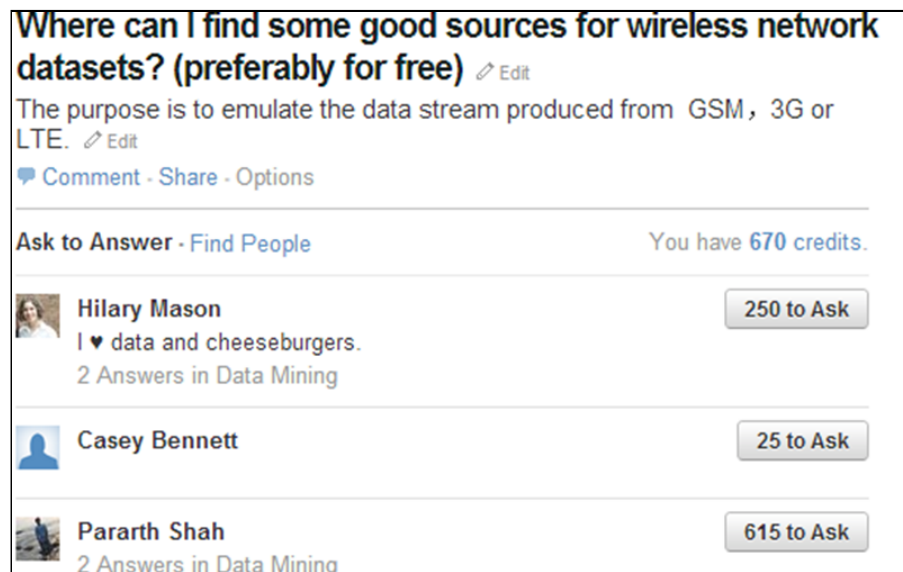 Where can I find some good sources for wireless network
datasets? (preferably for free) Edit
The purpose is to emulate the data stream produced from GSM，3G or
LTE. Edit
Comment - Share - Options
Ask to Answer - Find People You have 670 credits.
Hilary Mason 250 to Ask
I ♥ data and cheeseburgers.
2 Answers in Data Mining
Casey Bennett 25 to Ask
Pararth Shah 615 to Ask
2 Answers in Data Mining